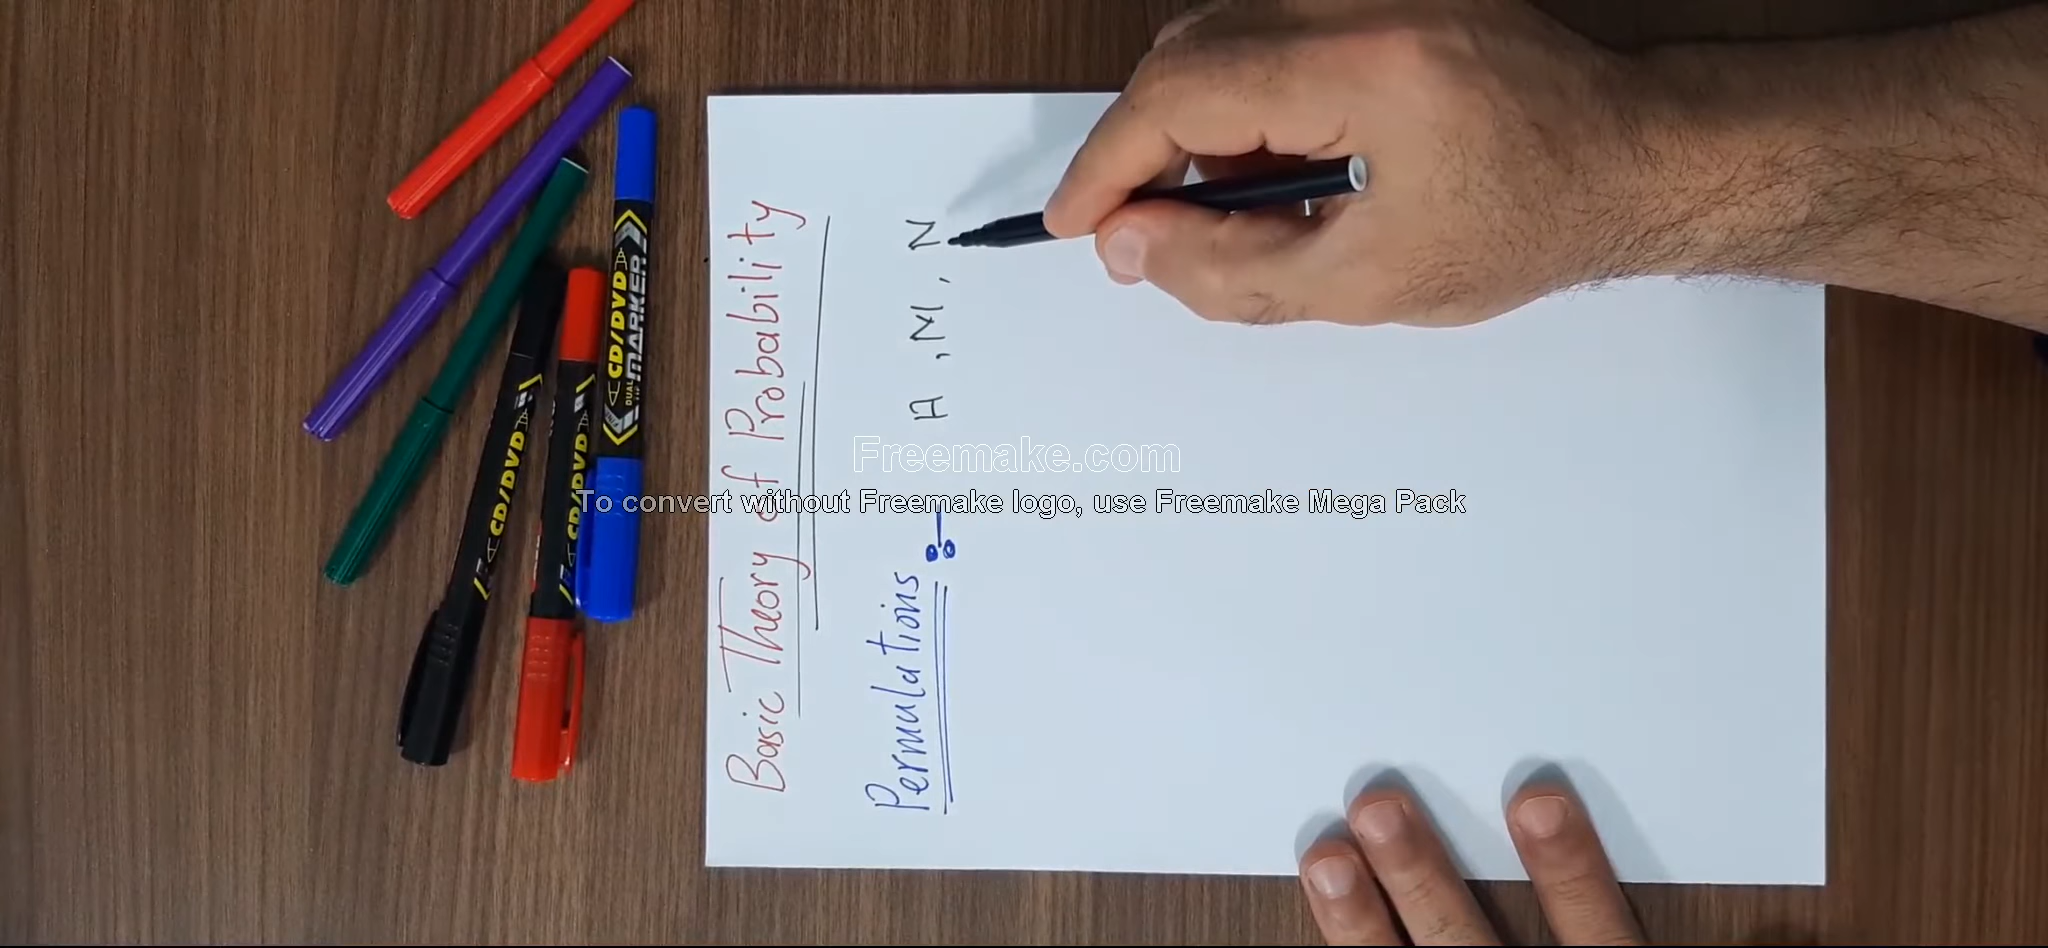 Basic Theory of Probability
Permutations :- A, M, N
Freemake.com
To convert without Freemake logo, use Freemake Mega Pack
CD/DVD
CD/DVD
CD/DVD
DUAL MARKER